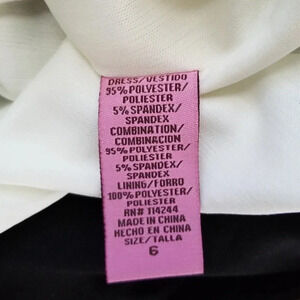 DRESS/VESTIDO
95% POLYESTER/
POLIESTER
5% SPANDEX/
SPANDEX
COMBINATION/
COMBINACION
95% POLYESTER/
POLIESTER
5% SPANDEX/
SPANDEX
LINING/FORRO
100% POLYESTER/
POLIESTER
RN# 114244
MADE IN CHINA
HECHO EN CHINA
SIZE/TALLA
6